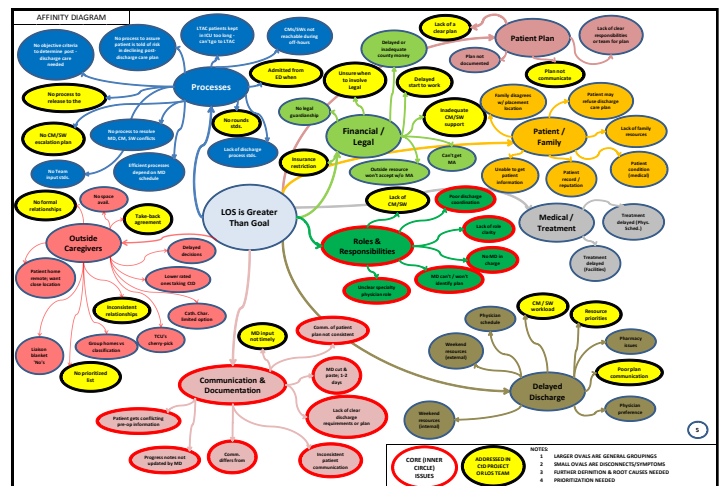 AFFINITY DIAGRAM
No objective criteria
to determine post -
discharge care
needed
No process to assure
patient is told of risk
in declining post-
discharge care plan
LTAC patients kept
in ICU too long -
can't go to LTAC
CMs/SWs not
reachable during
off-hours
Processes
Admitted from
ED when
No process to
release to the
No CM/SW
escalation plan
No process to resolve
MD, CM, SW conflicts
No rounds
stds.
No Team
input stds.
Efficient processes
depend on MD
schedule
Lack of discharge
process stds.
Lack of a
clear plan
Patient Plan
Lack of clear
responsibilities
or team for plan
Plan not
documented
Plan not
communicate
Delayed or
inadequate
county money
Unsure when
to involve
Legal
Delayed
start to work
No legal
guardianship
Financial /
Legal
Inadequate
CM/SW
support
Insurance
restriction
Outside resource
won't accept w/o MA
Can't get
MA
Family disagrees
w/ placement
location
Patient may
refuse discharge
care plan
Patient /
Family
Lack of family
resources
Unable to get
patient
information
Patient
record /
reputation
Patient
condition
(medical)
LOS is Greater
Than Goal
No formal
relationships
No space
avail.
Take-back
agreement
Outside
Caregivers
Delayed
decisions
Patient home
remote; want
close location
Lower rated
ones taking CD
Inconsistent
relationships
Cath. Char.
limited option
Liaison
blanket
'No's
Group homes vs
classification
TCU's
cherry-pick
No prioritized
list
Lack of
CM/SW
Poor discharge
coordination
Roles &
Responsibilities
Lack of role
clarity
No MD in
charge
MD can't / won't
identify plan
Unclear specialty
physician role
Medical /
Treatment
Treatment
delayed (Phys.
Sched.)
Treatment
delayed
(Facilities)
MD input
not timely
Comm. of patient
plan not consistent
Communication &
Documentation
MD cut &
paste; 1-2
days
Lack of clear
discharge
requirements or plan
Patient gets conflicting
pre-op information
Progress notes not
updated by MD
Comm.
differs from
Inconsistent
patient
communication
Physician
schedule
CM / SW
workload
Resource
priorities
Weekend
resources
(external)
Pharmacy
issues
Delayed
Discharge
Poor plan
communication
Weekend
resources
(internal)
Physician
preference
5
CORE (INNER
CIRCLE)
ISSUES
ADDRESSED IN
CTD PROJECT
OR LOS TEAM
NOTES:
1 LARGER OVALS ARE GENERAL GROUPINGS
2 SMALL OVALS ARE DISCONNECTS/SYMPTOMS
3 FURTHER DEFINITION & ROOT CAUSES NEEDED
4 PRIORITIZATION NEEDED